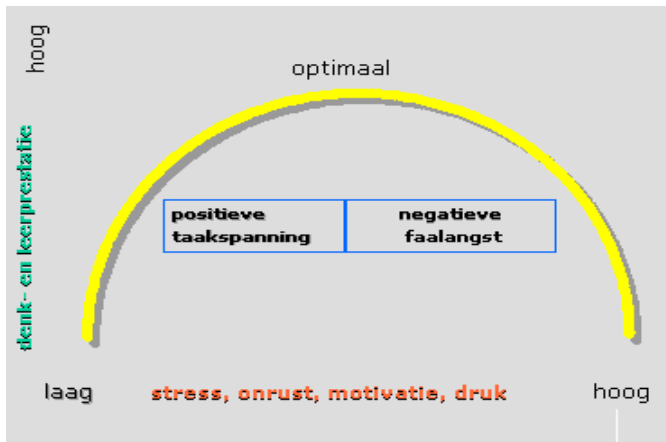 hoog
optimaal
denk- en leerprestatie
positieve
taakspanning
negatieve
faalangst
laag
stress, onrust, motivatie, druk
hoog